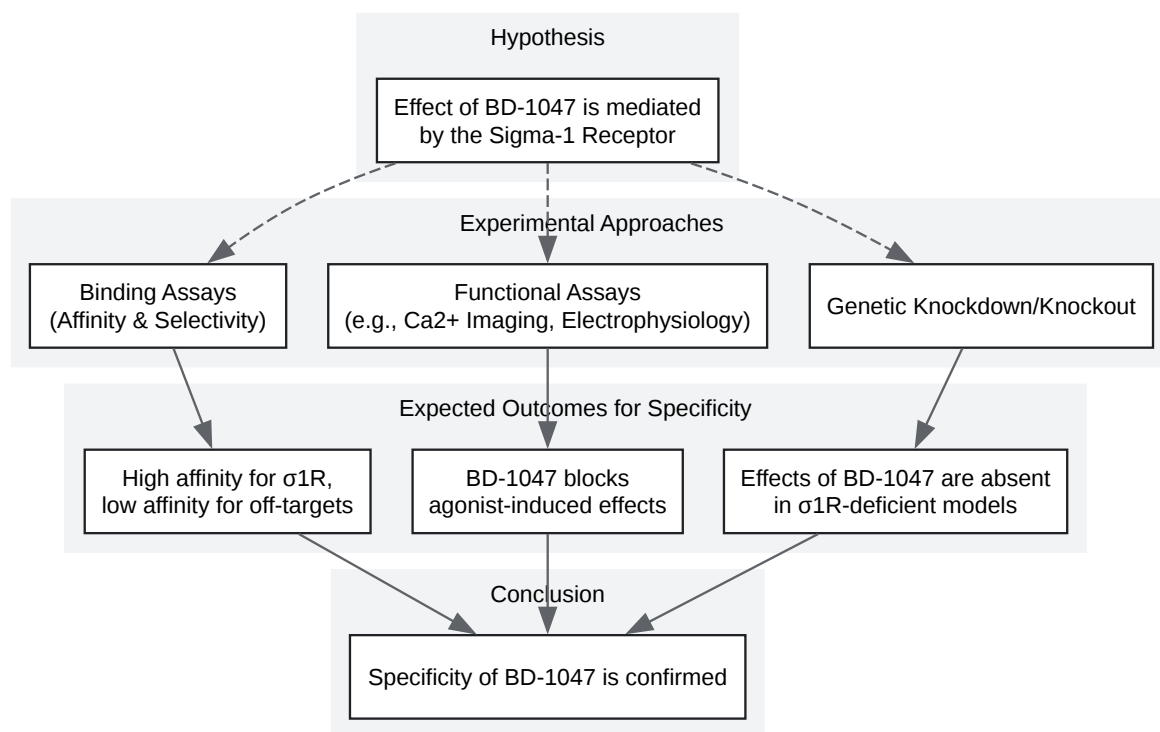 Hypothesis
Effect of BD-1047 is mediated
by the Sigma-1 Receptor
Experimental Approaches
Binding Assays
(Affinity & Selectivity)
Functional Assays
(e.g., Ca2+ Imaging, Electrophysiology)
Genetic Knockdown/Knockout
Expected Outcomes for Specificity
High affinity for σ1R,
low affinity for off-targets
BD-1047 blocks
agonist-induced effects
Effects of BD-1047 are absent
in σ1R-deficient models
Conclusion
Specificity of BD-1047 is confirmed